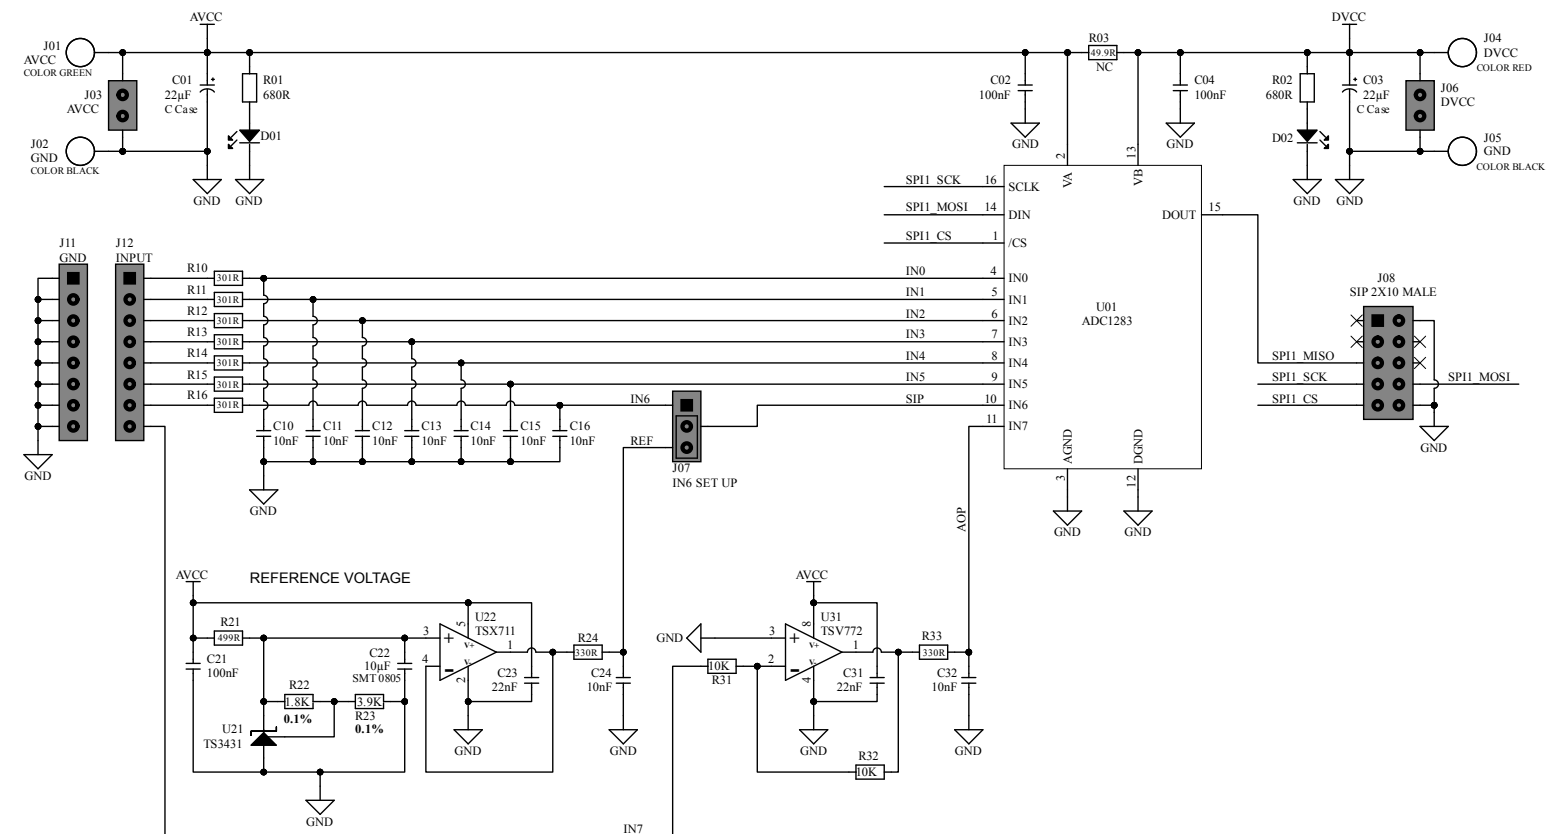 AVCC
DVCC
J01
AVCC
COLOR GREEN
J03
AVCC
C01
22µF
C Case
R01
680R
D01
J02
GND
COLOR BLACK
GND
GND
C02
100nF
GND
R03
49.9R
NC
C04
100nF
GND
R02
680R
D02
C03
22µF
C Case
J06
DVCC
J04
DVCC
COLOR RED
J05
GND
COLOR BLACK
GND
GND
2
VA
13
VB
SPI1_SCK 16 SCLK
SPI1_MOSI 14 DIN
SPI1_CS 1 /CS
DOUT 15
J11
GND
J12
INPUT
R10 301R IN0 4 IN0
R11 301R IN1 5 IN1
R12 301R IN2 6 IN2
R13 301R IN3 7 IN3
R14 301R IN4 8 IN4
R15 301R IN5 9 IN5
R16 301R IN6 SIP 10 IN6
11 IN7
U01
ADC1283
J08
SIP 2X10 MALE
SPI1_MISO
SPI1_SCK
SPI1_MOSI
SPI1_CS
GND
C10
10nF
C11
10nF
C12
10nF
C13
10nF
C14
10nF
C15
10nF
C16
10nF
REF
J07
IN6 SET UP
GND
GND
AGND
3
GND
DGND
12
GND
AOP
AVCC
REFERENCE VOLTAGE
R21
499R
C21
100nF
C22
10µF
SMT 0805
R22
1.8K
0.1%
3.9K
R23
0.1%
U21
TS3431
GND
U22
TSX711
3
4
5
V+
V-
1
2
C23
22nF
GND
R24
330R
C24
10nF
GND
AVCC
GND
10K
R31
U31
TSV772
3
2
8
V+
V-
1
4
C31
22nF
GND
R33
330R
C32
10nF
GND
R32
10K
IN7